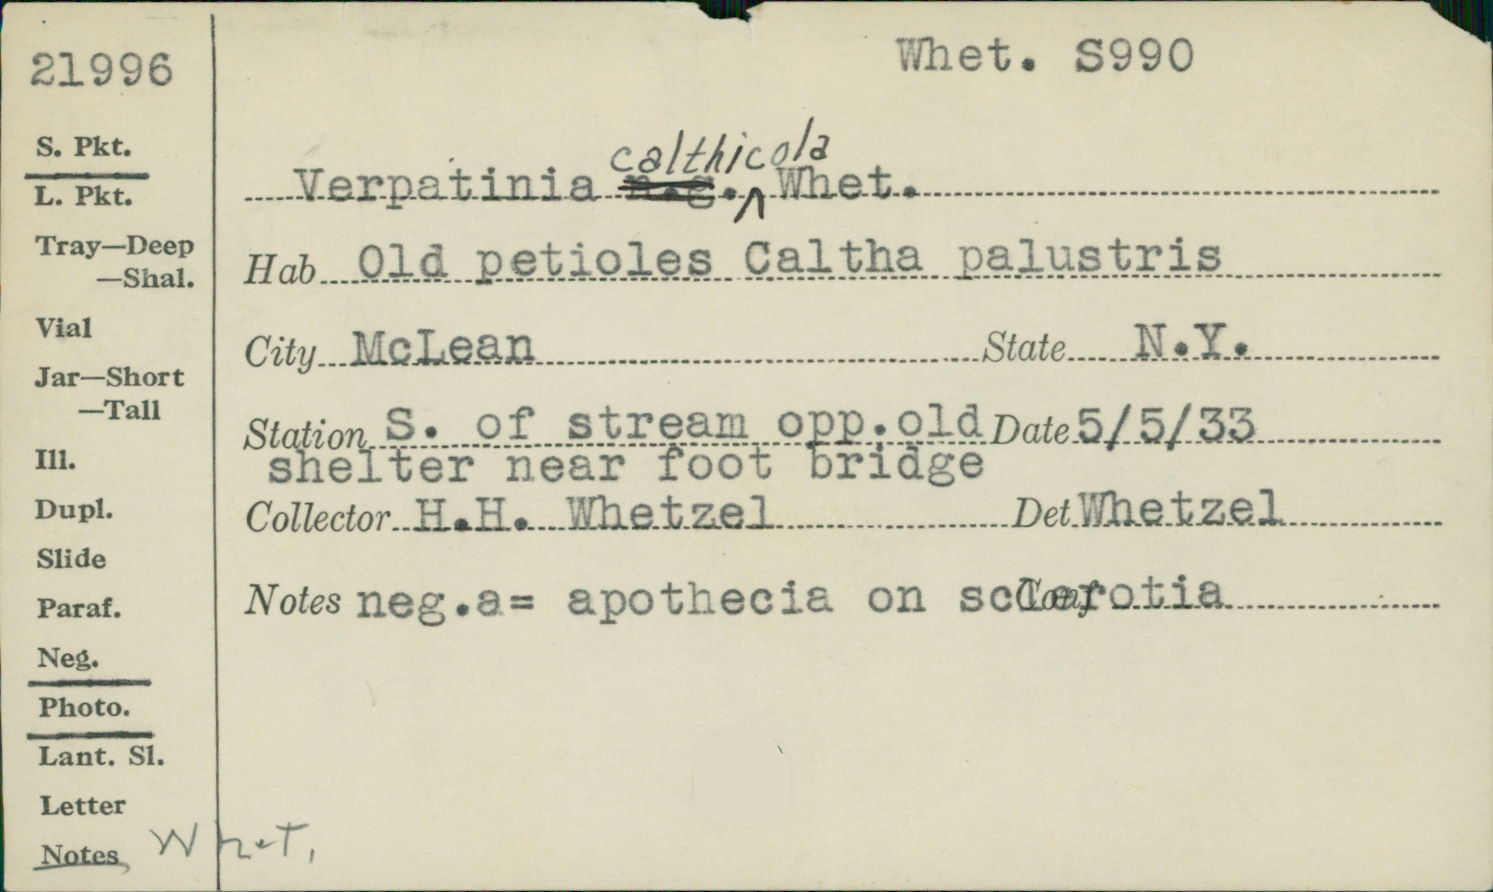 21996
Whet. S990
S. Pkt.
L. Pkt.
Tray—Deep
—Shal.
Vial
Jar—Short
—Tall
Ill.
Dupl.
Slide
Paraf.
Neg.
Photo.
Lant. Sl.
Letter
Notes Whet.
calthicola
Verpatinia n.g. ^ Whet.
Hab Old petioles Caltha palustris
City McLean State N.Y.
Station S. of stream opp.old Date 5/5/33
shelter near foot bridge
Collector H.H. Whetzel Det Whetzel
Notes neg.a= apothecia on sclerotia Conf